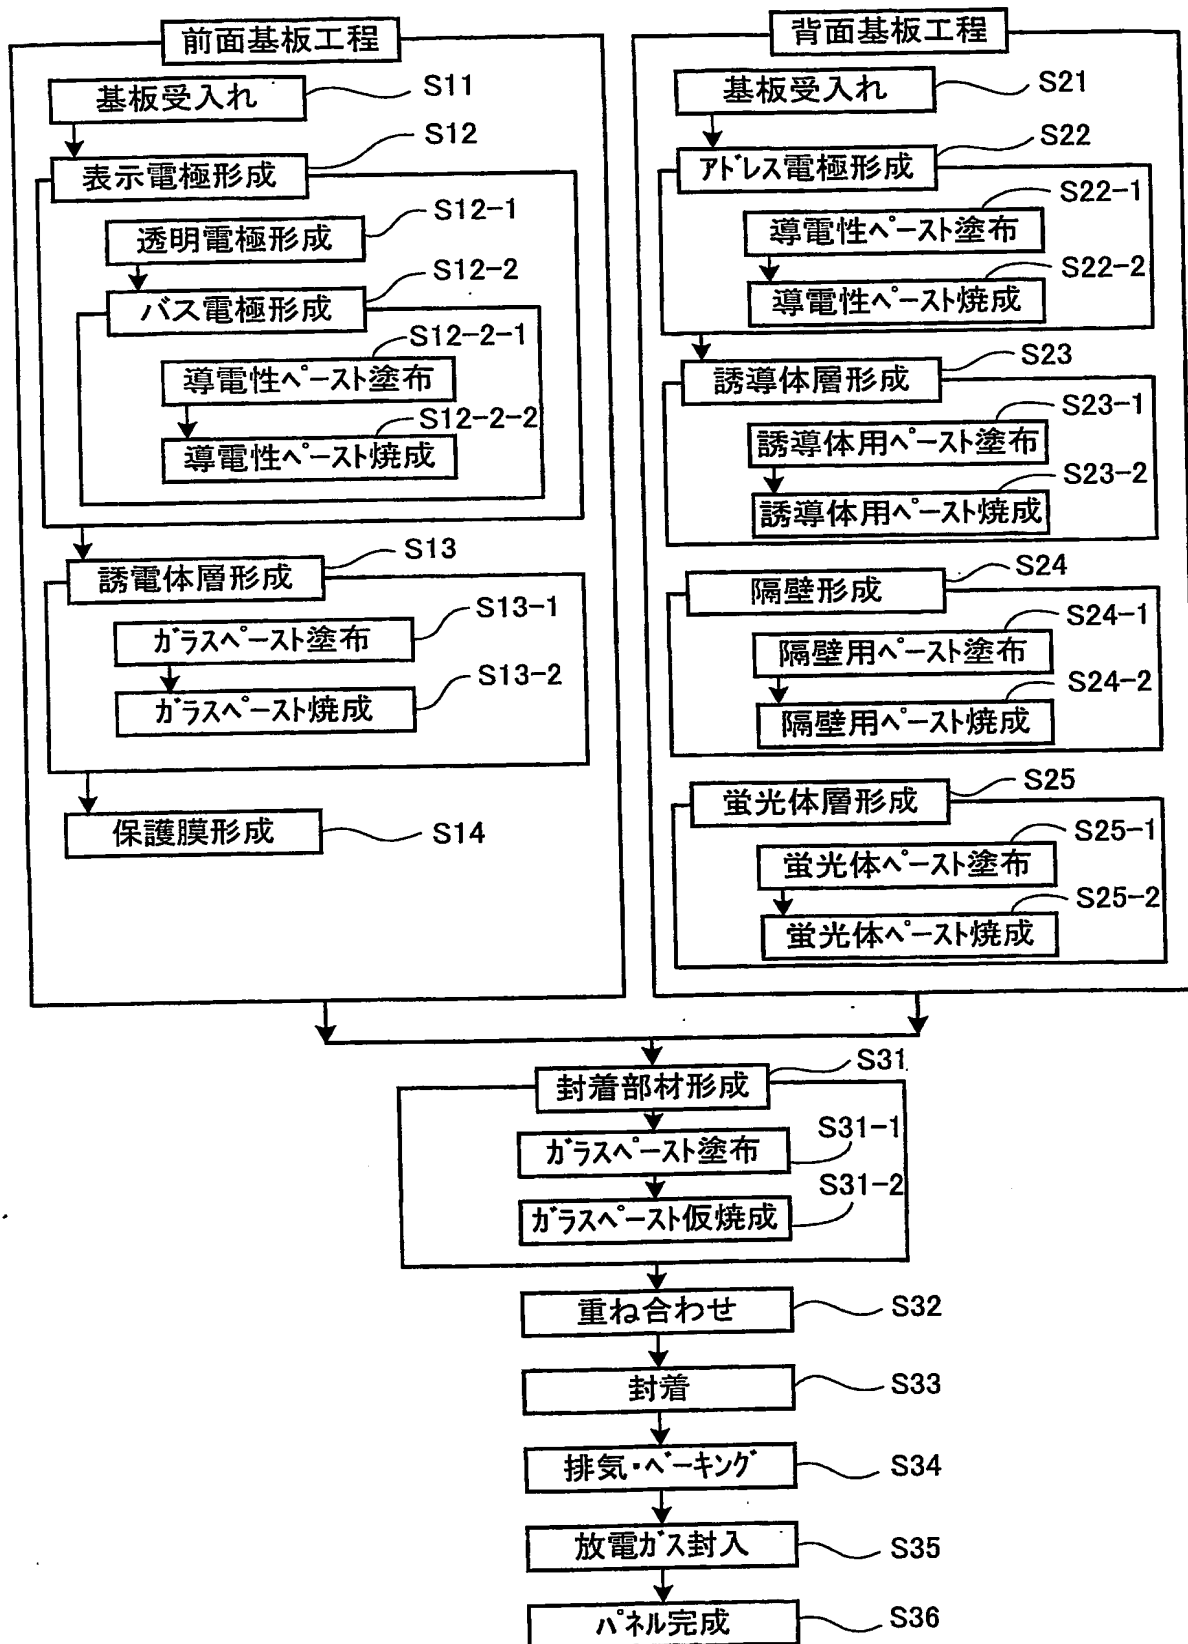 前面基板工程
基板受入れ
S11
表示電極形成
S12
透明電極形成
S12-1
バス電極形成
S12-2
導電性ペースト塗布
S12-2-1
導電性ペースト焼成
S12-2-2
誘電体層形成
S13
ガラスペースト塗布
S13-1
ガラスペースト焼成
S13-2
保護膜形成
S14
背面基板工程
基板受入れ
S21
アドレス電極形成
S22
導電性ペースト塗布
S22-1
導電性ペースト焼成
S22-2
誘導体層形成
S23
誘導体用ペースト塗布
S23-1
誘導体用ペースト焼成
S23-2
隔壁形成
S24
隔壁用ペースト塗布
S24-1
隔壁用ペースト焼成
S24-2
蛍光体層形成
S25
蛍光体ペースト塗布
S25-1
蛍光体ペースト焼成
S25-2
封着部材形成
S31
ガラスペースト塗布
S31-1
ガラスペースト仮焼成
S31-2
重ね合わせ
S32
封着
S33
排気・ベーキング
S34
放電ガス封入
S35
パネル完成
S36